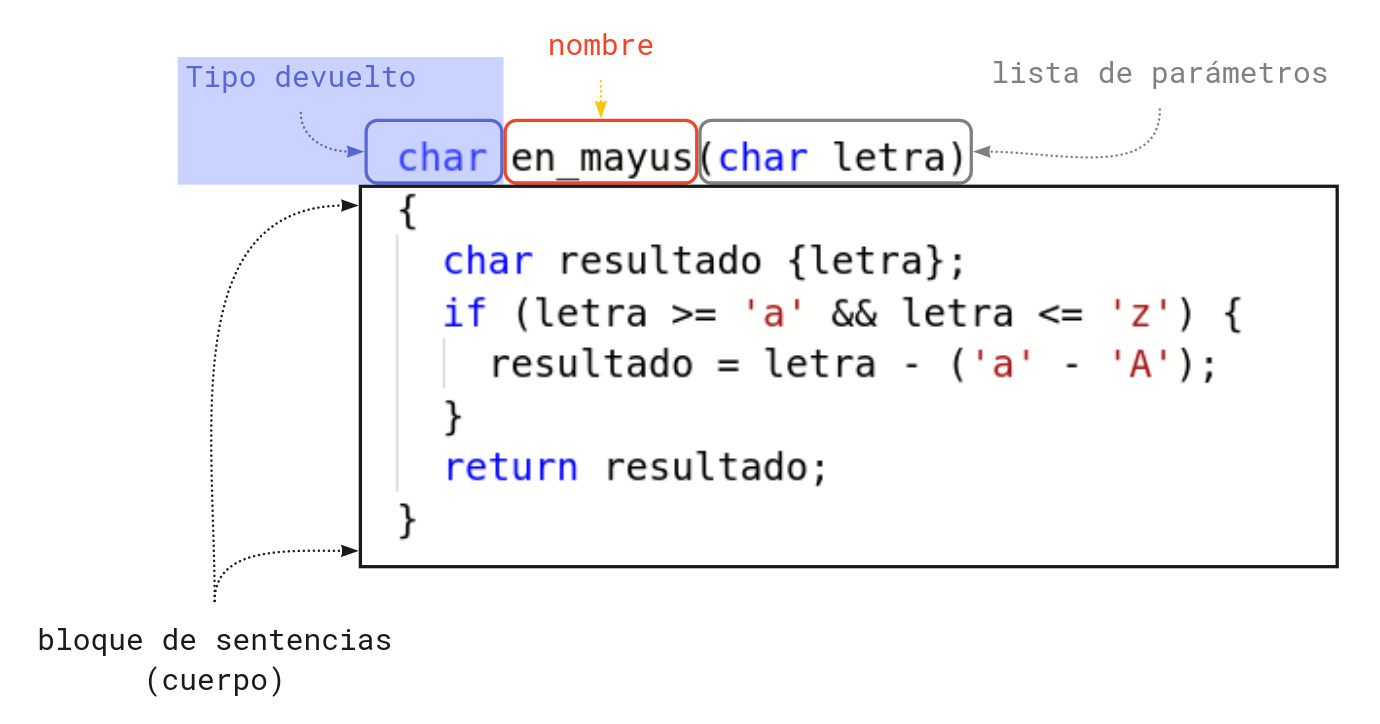 nombre
Tipo devuelto
lista de parámetros
char en_mayus(char letra)
{
char resultado {letra};
if (letra >= 'a' && letra <= 'z') {
resultado = letra - ('a' - 'A');
}
return resultado;
}
bloque de sentencias
(cuerpo)